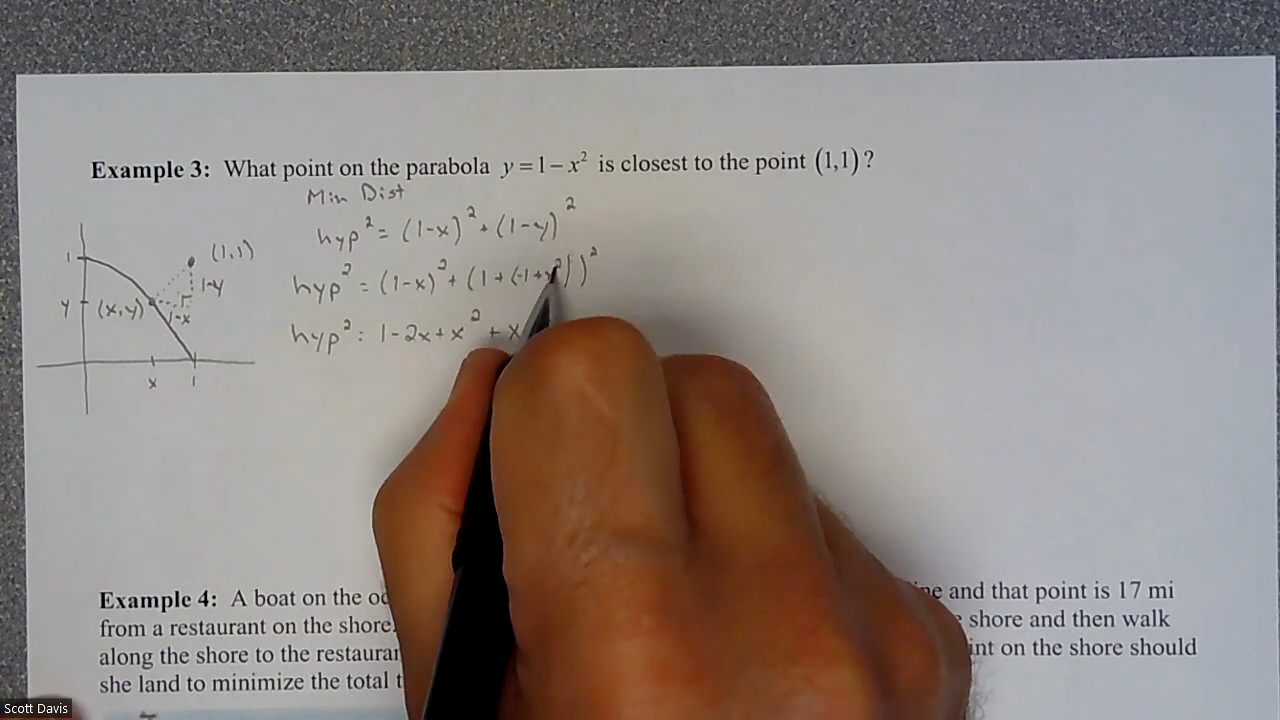 Example 3: What point on the parabola y = 1 − x² is closest to the point (1,1)?
Min Dist
hyp² = (1-x)² + (1-y)²
hyp² = (1-x)² + (1+(-1+x²))²
hyp² = 1-2x+x² + x
1
(1,1)
1-y
y
(x,y)
1-x
x
1
Example 4: A boat on the
and that point is 17 mi
from a restaurant on the shore.
shore and then walk
along the shore to the
on the shore should
she land to minimize the total
Scott Davis